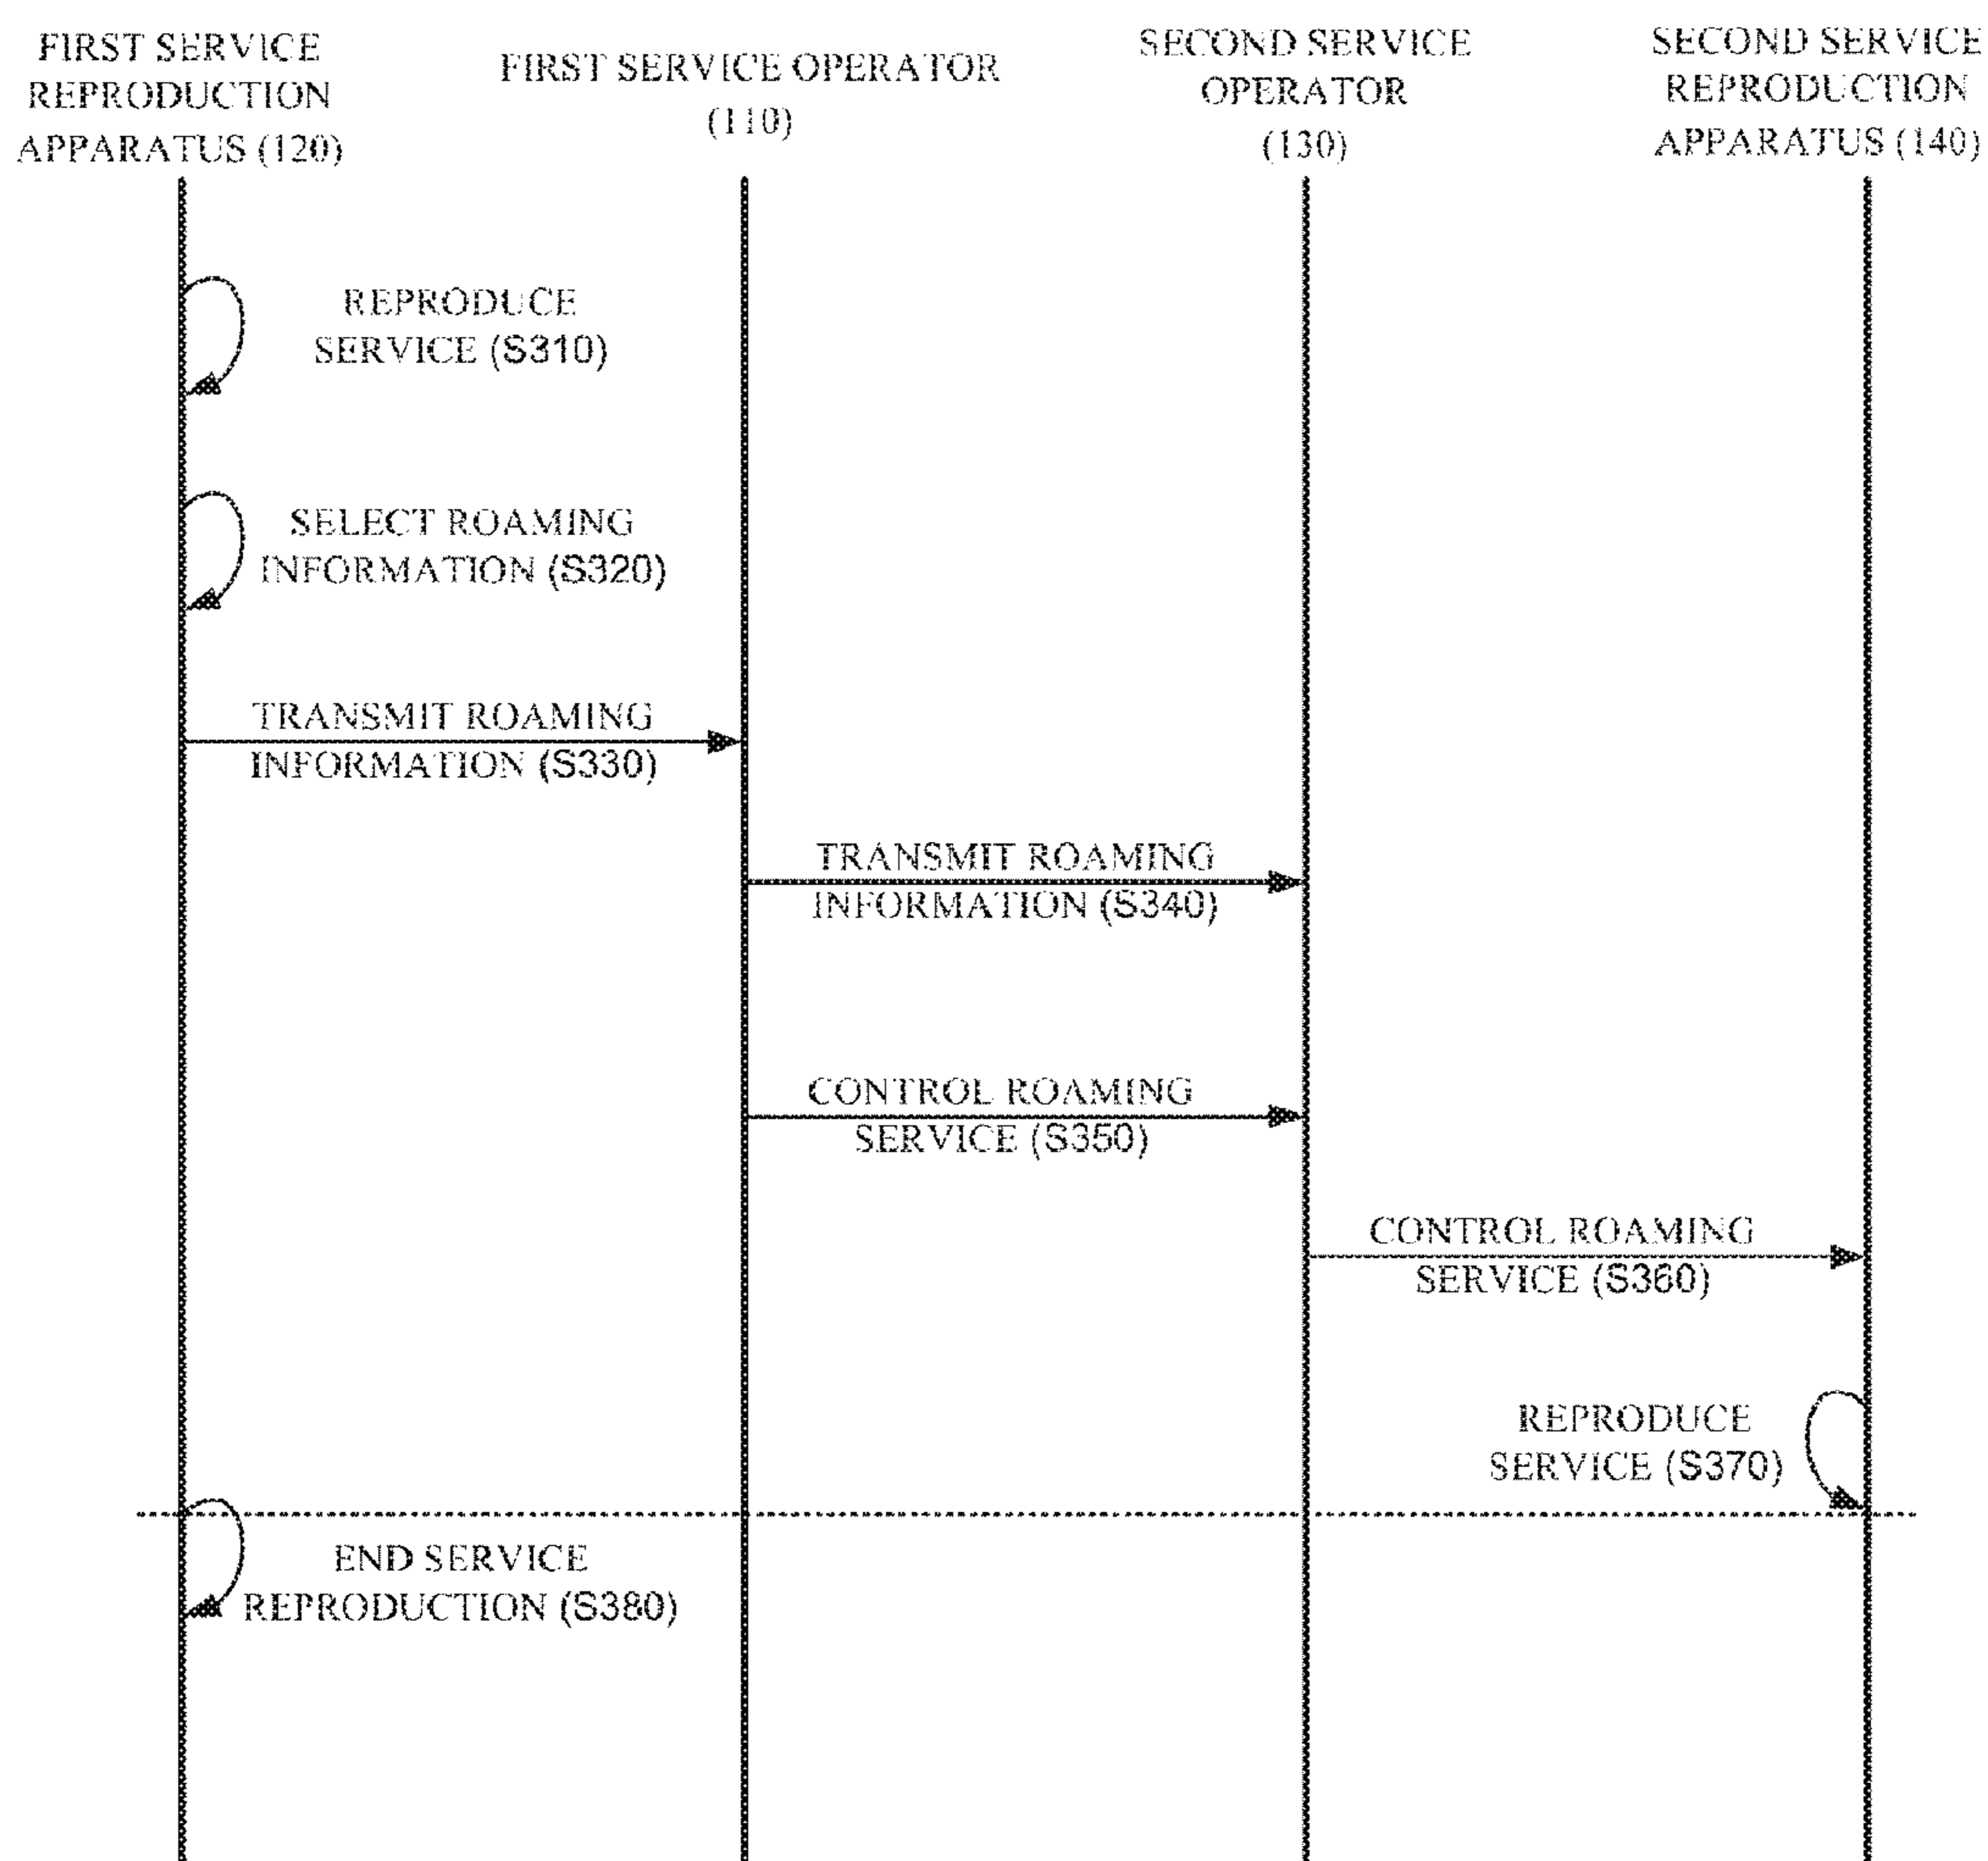 FIRST SERVICE
REPRODUCTION
APPARATUS (120)
FIRST SERVICE OPERATOR
(110)
SECOND SERVICE
OPERATOR
(130)
SECOND SERVICE
REPRODUCTION
APPARATUS (140)
REPRODUCE
SERVICE (S310)
SELECT ROAMING
INFORMATION (S320)
TRANSMIT ROAMING
INFORMATION (S330)
TRANSMIT ROAMING
INFORMATION (S340)
CONTROL ROAMING
SERVICE (S350)
CONTROL ROAMING
SERVICE (S360)
REPRODUCE
SERVICE (S370)
END SERVICE
REPRODUCTION (S380)